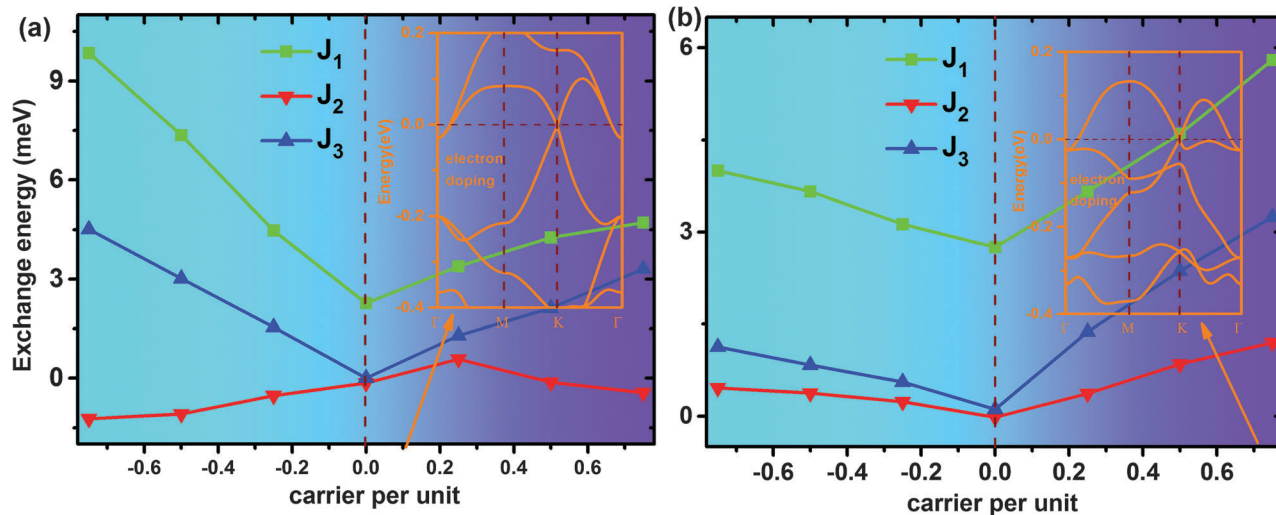 (a)
J1
J2
J3
Exchange energy (meV)
9
6
3
0
-0.6
-0.4
-0.2
0.0
0.2
0.4
0.6
carrier per unit
0.2
0.0
-0.2
-0.4
Energy(eV)
electron
doping
Γ
M
K
Γ
(b)
J1
J2
J3
6
3
0
-0.6
-0.4
-0.2
0.0
0.2
0.4
0.6
carrier per unit
0.2
0.0
-0.2
-0.4
Energy(eV)
electron
doping
Γ
M
K
Γ